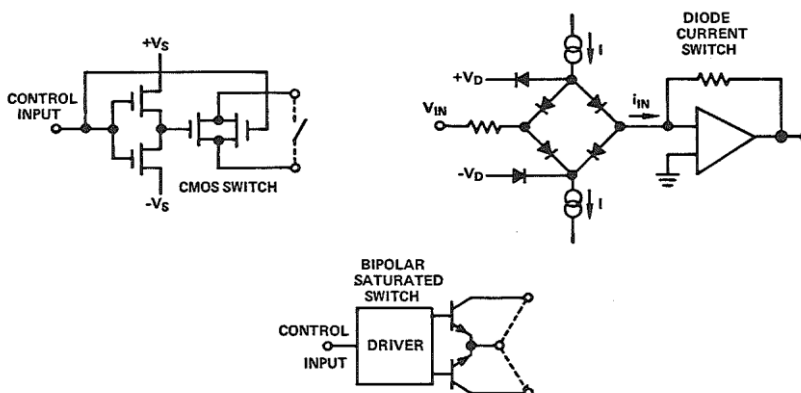 +VS
CONTROL
INPUT
CMOS SWITCH
-VS
DIODE
CURRENT
SWITCH
I
+VD
VIN
iIN
-VD
I
BIPOLAR
SATURATED
SWITCH
CONTROL
INPUT
DRIVER